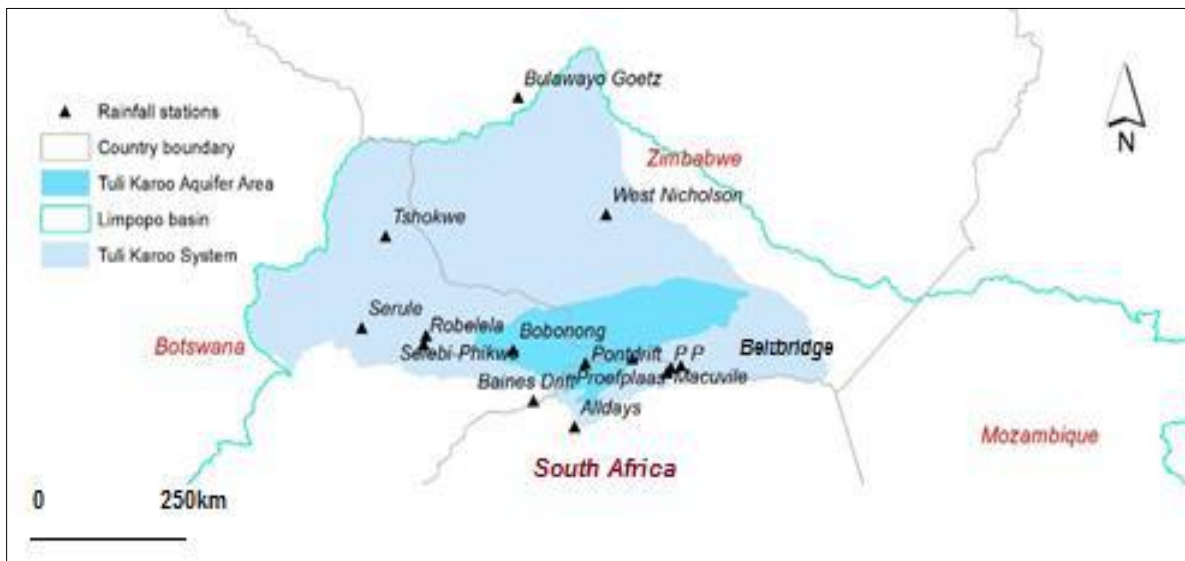 Bulawayo Goetz
Rainfall stations
Country boundary
Tuli Karoo Aquifer Area
Limpopo basin
Tuli Karoo System
N
Zimbabwe
West Nicholson
Tshokwe
Serule
Robelela
Bobonong
Botswana
Selebi-Phikwe
Pontdrift P P
Beitbridge
Baines Drift
Proefplaas Macuvile
Alldays
Mozambique
South Africa
0 250km